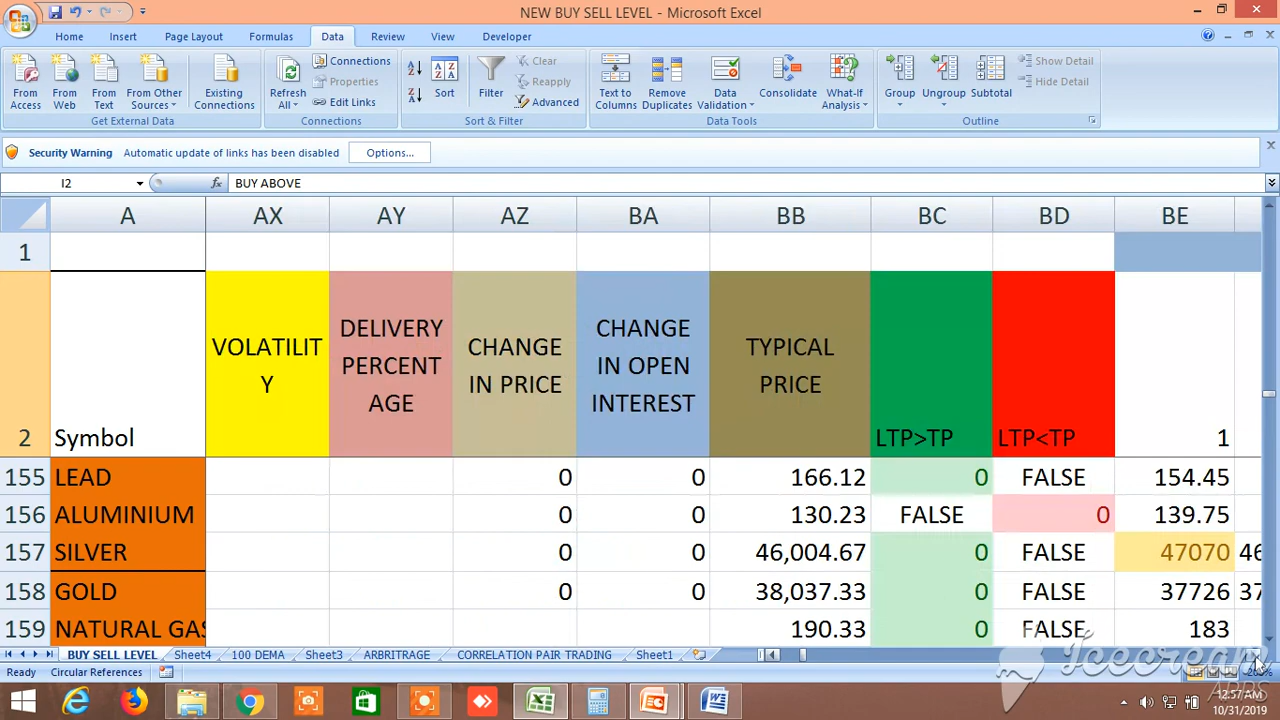 NEW BUY SELL LEVEL - Microsoft Excel
Home Insert Page Layout Formulas Data Review View Developer
From Access
From Web
From Text
From Other Sources
Existing Connections
Get External Data
Refresh All
Connections
Properties
Edit Links
Connections
Sort
Filter
Clear
Reapply
Advanced
Sort & Filter
Text to Columns
Remove Duplicates
Data Validation
Consolidate
What-If Analysis
Data Tools
Group
Ungroup
Subtotal
Show Detail
Hide Detail
Outline
Security Warning Automatic update of links has been disabled Options...
I2 fx BUY ABOVE
A AX AY AZ BA BB BC BD BE
1
2 Symbol
VOLATILIT
Y
DELIVERY
PERCENT
AGE
CHANGE
IN PRICE
CHANGE
IN OPEN
INTEREST
TYPICAL
PRICE
LTP>TP
LTP<TP
1
155 LEAD 0 0 166.12 0 FALSE 154.45
156 ALUMINIUM 0 0 130.23 FALSE 0 139.75
157 SILVER 0 0 46,004.67 0 FALSE 47070 46
158 GOLD 0 0 38,037.33 0 FALSE 37726 37
159 NATURAL GAS 190.33 0 FALSE 183
BUY SELL LEVEL Sheet4 100 DEMA Sheet3 ARBITRAGE CORRELATION PAIR TRADING Sheet1
Ready Circular References
Icecream
APPS
12:57 AM
10/31/2019